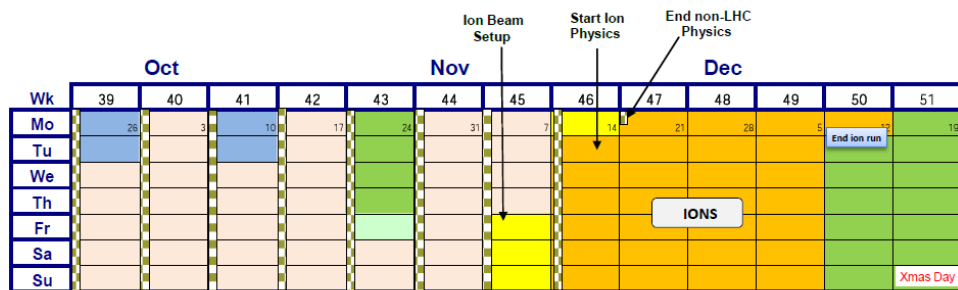 Ion Beam
Setup
Start Ion
Physics
End non-LHC
Physics
Oct Nov Dec
Wk 39 40 41 42 43 44 45 46 47 48 49 50 51
Mo 26 3 10 17 24 31 7 14 21 28 5 12 19
Tu End ion run
We
Th
Fr IONS
Sa
Su Xmas Day